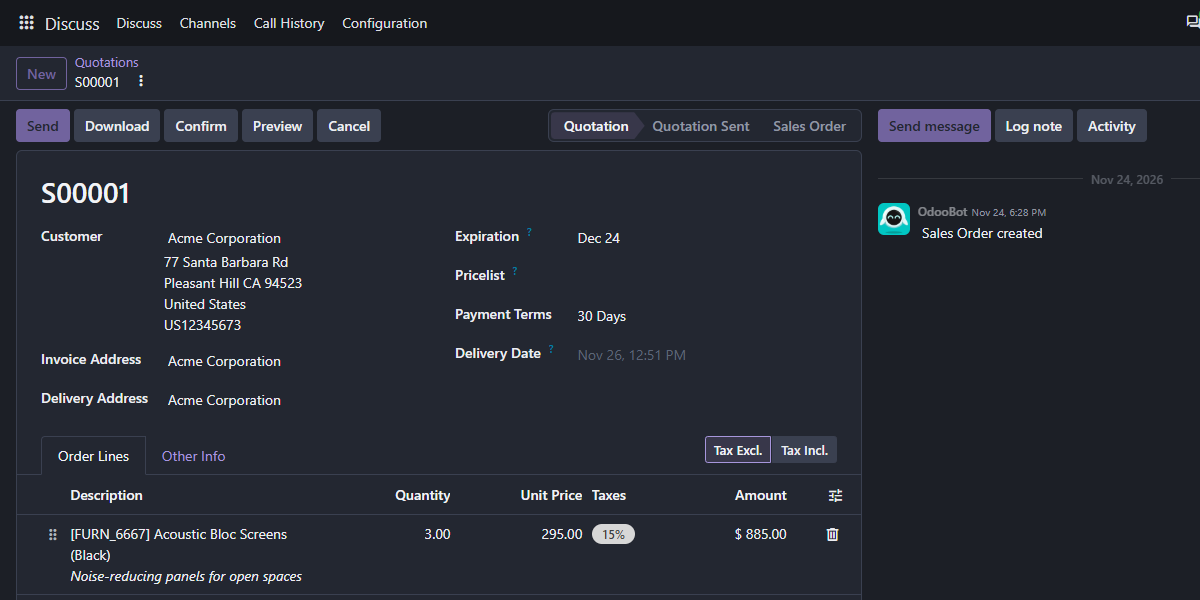 Discuss Discuss Channels Call History Configuration
New Quotations
S00001
Send Download Confirm Preview Cancel Quotation Quotation Sent Sales Order
S00001
Customer Acme Corporation
77 Santa Barbara Rd
Pleasant Hill CA 94523
United States
US12345673
Invoice Address Acme Corporation
Delivery Address Acme Corporation
Expiration ? Dec 24
Pricelist ?
Payment Terms 30 Days
Delivery Date ? Nov 26, 12:51 PM
Order Lines Other Info Tax Excl. Tax Incl.
Description Quantity Unit Price Taxes Amount
[FURN_6667] Acoustic Bloc Screens 3.00 295.00 15% $ 885.00
(Black)
Noise-reducing panels for open spaces
Send message Log note Activity
Nov 24, 2026
OdooBot Nov 24, 6:28 PM
Sales Order created